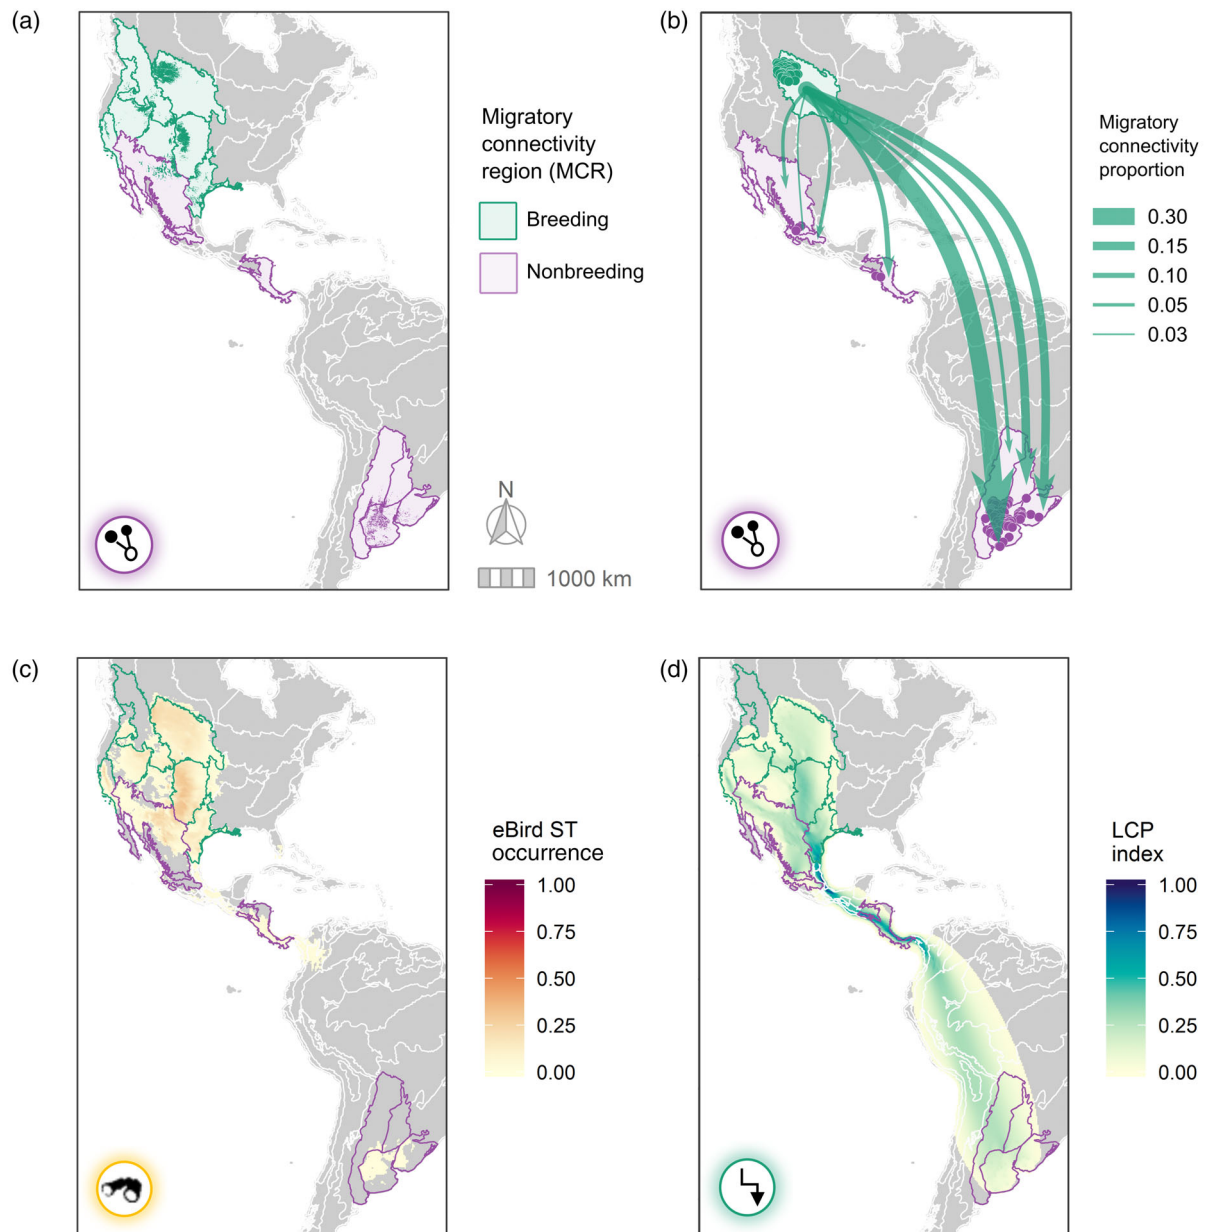 (a)
Migratory
connectivity
region (MCR)
Breeding
Nonbreeding
N
1000 km
(b)
Migratory
connectivity
proportion
0.30
0.15
0.10
0.05
0.03
(c)
eBird ST
occurrence
1.00
0.75
0.50
0.25
0.00
(d)
LCP
index
1.00
0.75
0.50
0.25
0.00